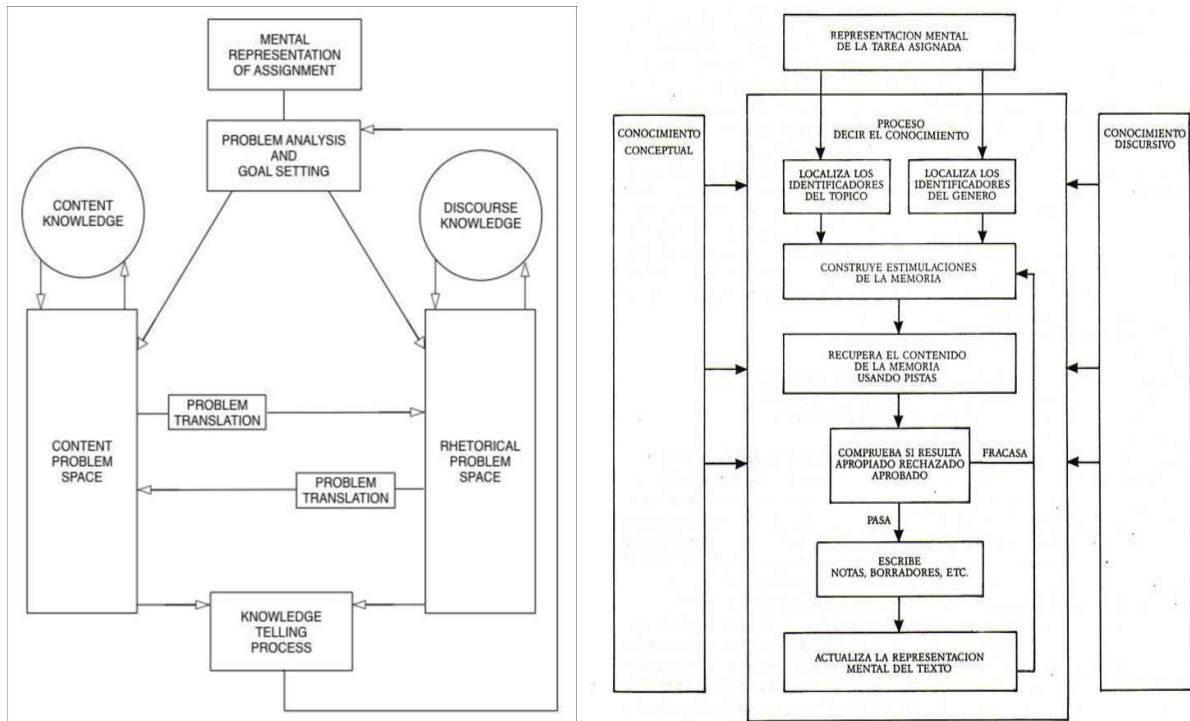 MENTAL
REPRESENTATION
OF ASSIGNMENT
PROBLEM ANALYSIS
AND
GOAL SETTING
CONTENT
KNOWLEDGE
DISCOURSE
KNOWLEDGE
PROBLEM
TRANSLATION
CONTENT
PROBLEM
SPACE
RHETORICAL
PROBLEM
SPACE
PROBLEM
TRANSLATION
KNOWLEDGE
TELLING
PROCESS
REPRESENTACION MENTAL
DE LA TAREA ASIGNADA
CONOCIMIENTO
CONCEPTUAL
PROCESO
DECIR EL CONOCIMIENTO
CONOCIMIENTO
DISCURSIVO
LOCALIZA LOS
IDENTIFICADORES
DEL TOPICO
LOCALIZA LOS
IDENTIFICADORES
DEL GENERO
CONSTRUYE ESTIMULACIONES
DE LA MEMORIA
RECUPERA EL CONTENIDO
DE LA MEMORIA
USANDO PISTAS
COMPRUEBA SI RESULTA
APROPIADO RECHAZADO
APROBADO
FRACASA
PASA
ESCRIBE
NOTAS, BORRADORES, ETC.
ACTUALIZA LA REPRESENTACION
MENTAL DEL TEXTO